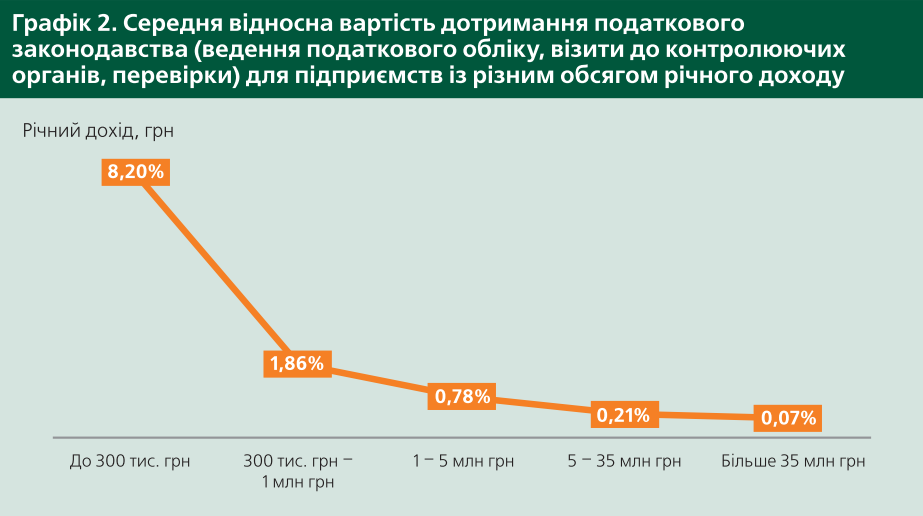 Графік 2. Середня відносна вартість дотримання податкового
законодавства (ведення податкового обліку, візити до контролюючих
органів, перевірки) для підприємств із різним обсягом річного доходу
Річний дохід, грн
8,20%
1,86%
0,78%
0,21%
0,07%
До 300 тис. грн
300 тис. грн –
1 млн грн
1 – 5 млн грн
5 – 35 млн грн
Більше 35 млн грн